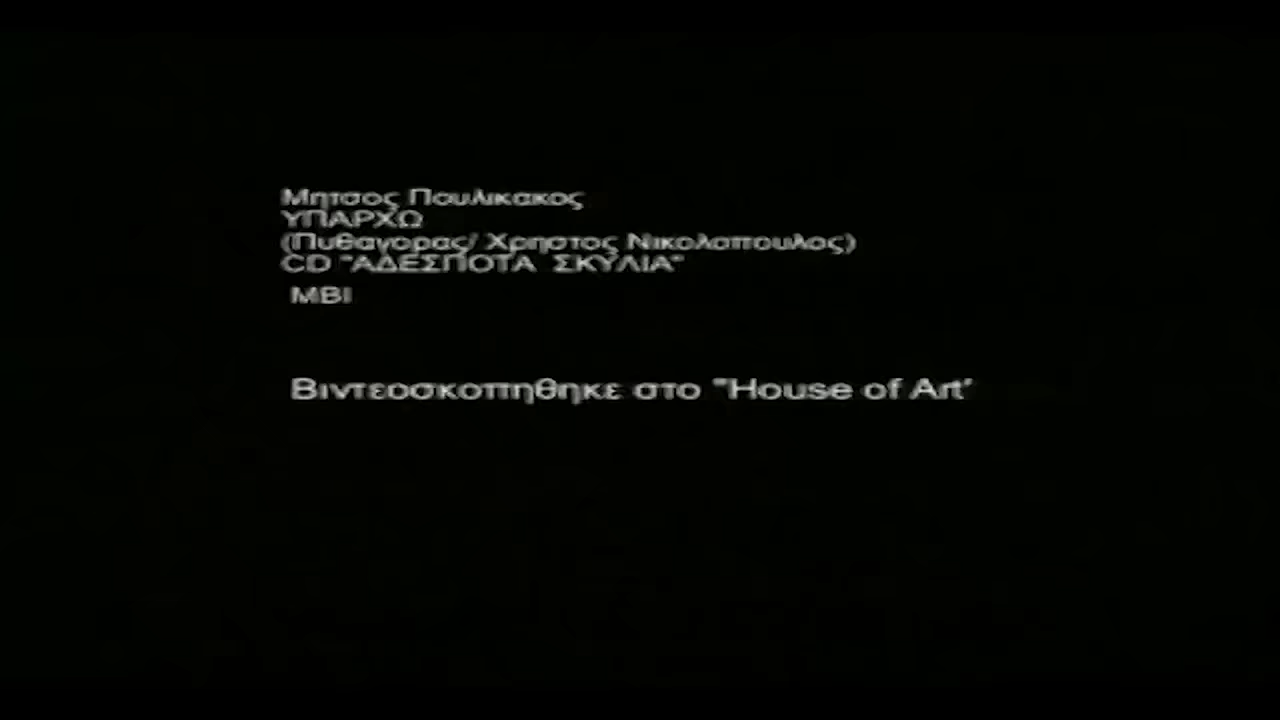 Μητσος Πουλικακος
ΥΠΑΡΧΩ
(Πυθαγορας/ Χρηστος Νικολοπουλος)
CD "ΑΔΕΣΠΟΤΑ ΣΚΥΛΙΑ"
MBI
Βιντεοσκοπηθηκε στο "House of Art"